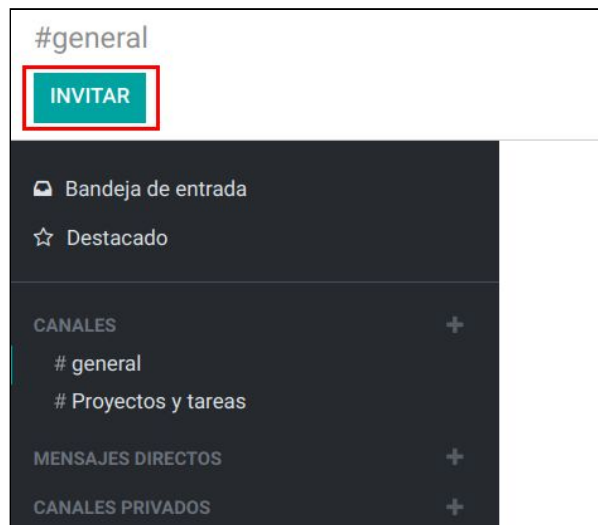 #general
INVITAR
Bandeja de entrada
Destacado
CANALES +
# general
# Proyectos y tareas
MENSAJES DIRECTOS +
CANALES PRIVADOS +